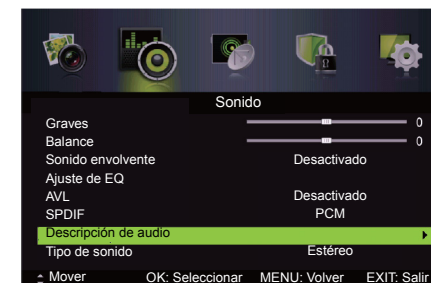 Sonido
Graves 0
Balance 0
Sonido envolvente Desactivado
Ajuste de EQ
AVL Desactivado
SPDIF PCM
Descripción de audio
Tipo de sonido Estéreo
Mover OK: Seleccionar MENU: Volver EXIT: Salir